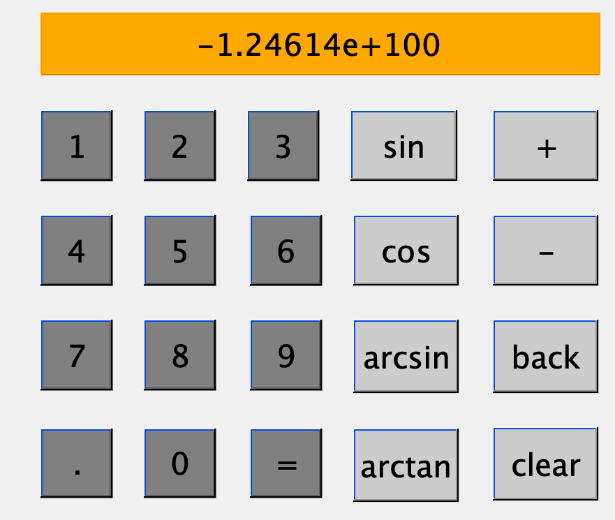 -1.24614e+100
1 2 3 sin +
4 5 6 cos -
7 8 9 arcsin back
. 0 = arctan clear